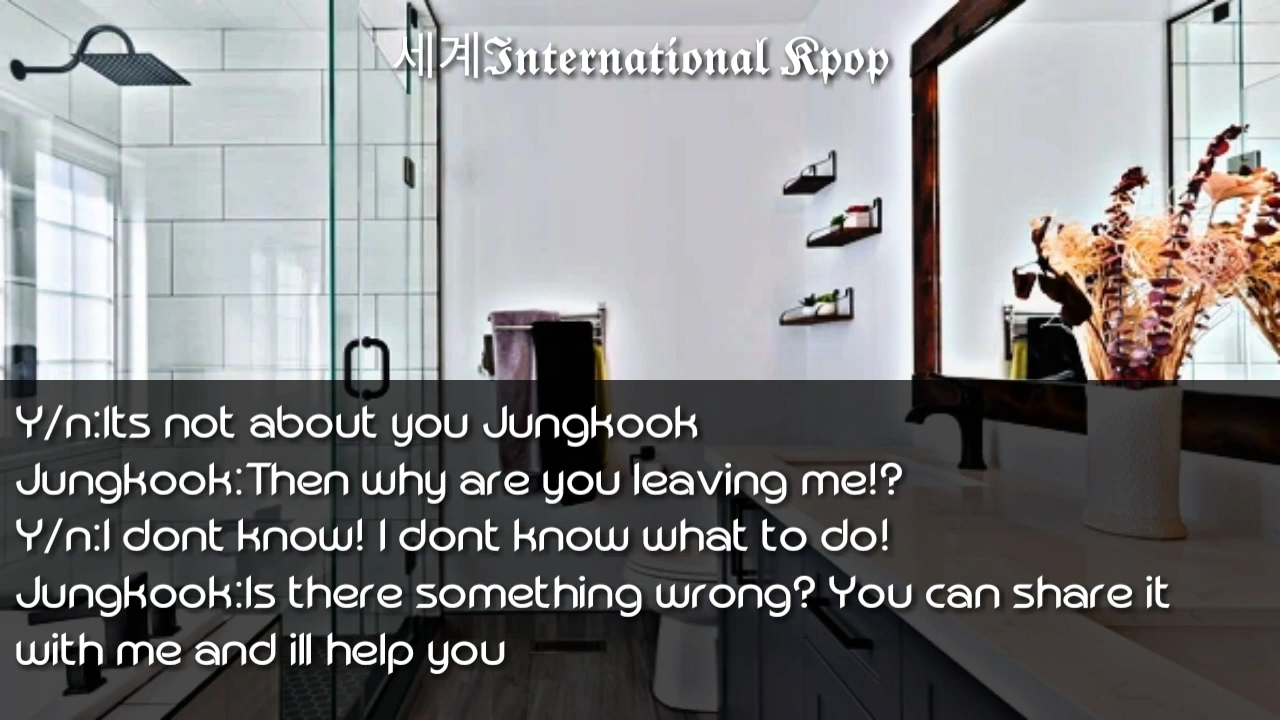 세계International Kpop
Y/n:Its not about you Jungkook
Jungkook:Then why are you leaving me!?
Y/n:I dont know! I dont know what to do!
Jungkook:Is there something wrong? You can share it
with me and ill help you